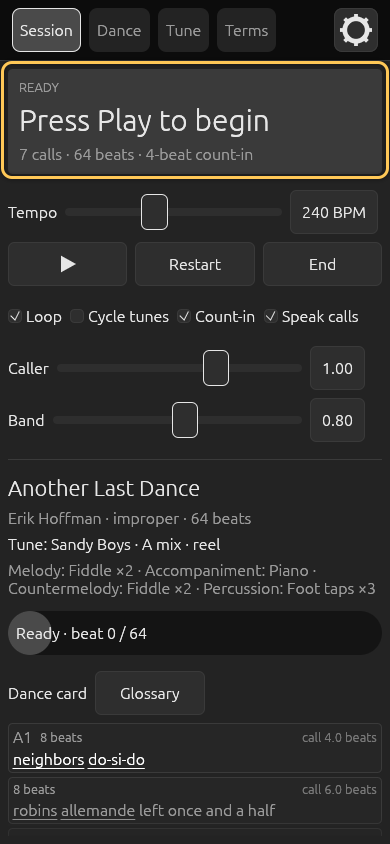 Session Dance Tune Terms
READY
Press Play to begin
7 calls · 64 beats · 4-beat count-in
Tempo 240 BPM
Restart End
Loop Cycle tunes Count-in Speak calls
Caller 1.00
Band 0.80
Another Last Dance
Erik Hoffman · improper · 64 beats
Tune: Sandy Boys · A mix · reel
Melody: Fiddle ×2 · Accompaniment: Piano ·
Countermelody: Fiddle ×2 · Percussion: Foot taps ×3
Ready · beat 0 / 64
Dance card Glossary
A1 8 beats call 4.0 beats
neighbors do-si-do
8 beats call 6.0 beats
robins allemande left once and a half